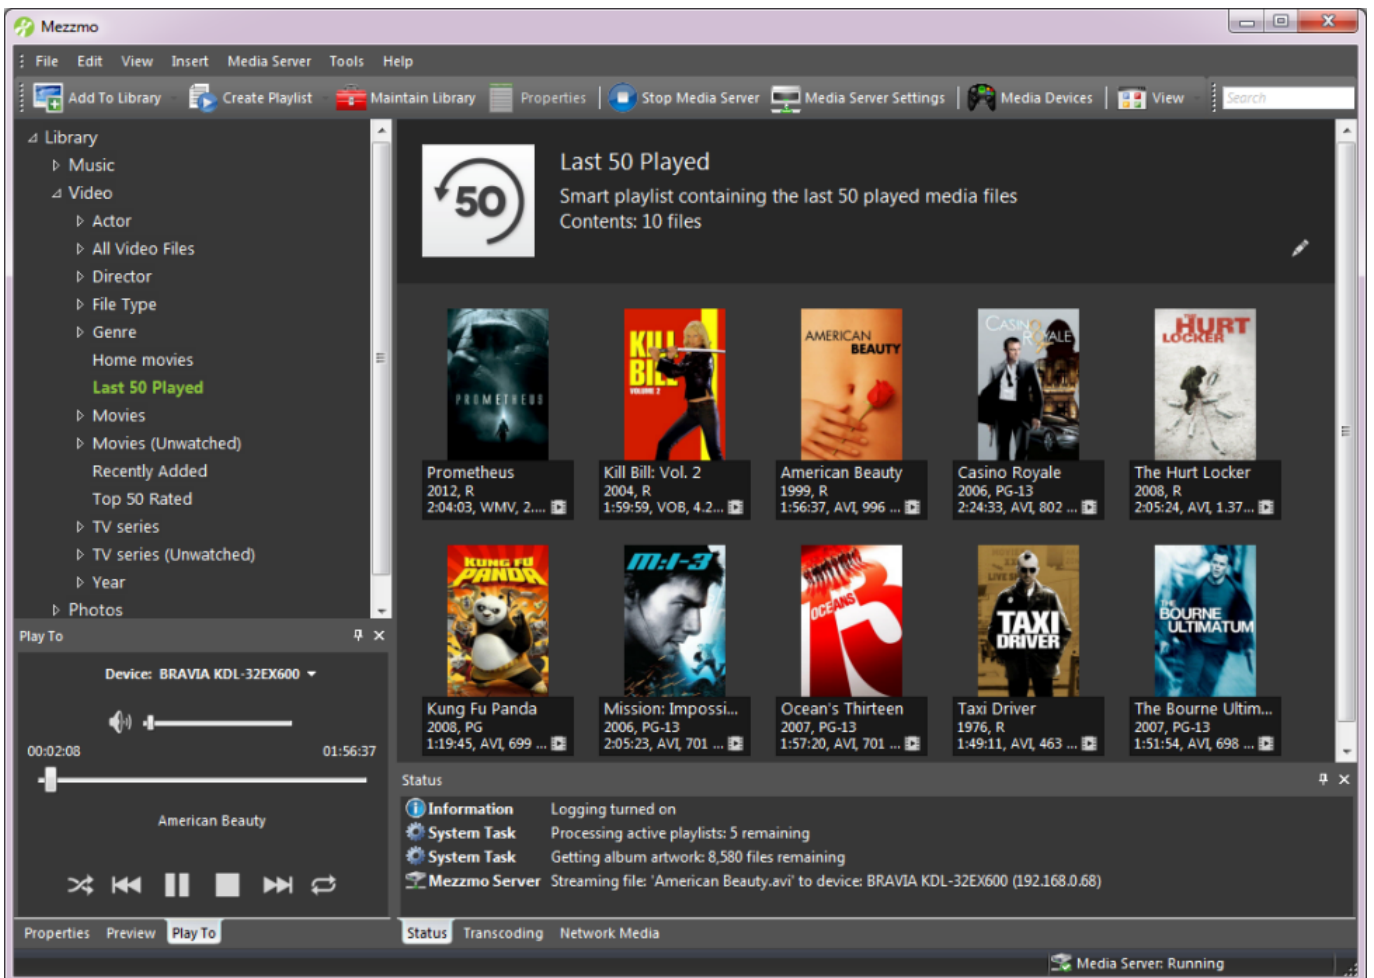 Mezzmo
File Edit View Insert Media Server Tools Help
Add To Library Create Playlist Maintain Library Properties Stop Media Server Media Server Settings Media Devices View Search
Library
Music
Video
Actor
All Video Files
Director
File Type
Genre
Home movies
Last 50 Played
Movies
Movies (Unwatched)
Recently Added
Top 50 Rated
TV series
TV series (Unwatched)
Year
Photos
50
Last 50 Played
Smart playlist containing the last 50 played media files
Contents: 10 files
PROMETHEUS
KILL
BILL
VOLUME 2
AMERICAN
BEAUTY
CASINO
ROYALE
THE
HURT
LOCKER
Prometheus
2012, R
2:04:03, WMV, 2....
Kill Bill: Vol. 2
2004, R
1:59:59, VOB, 4.2...
American Beauty
1999, R
1:56:37, AVI, 996 ...
Casino Royale
2006, PG-13
2:24:33, AVI, 802 ...
The Hurt Locker
2008, R
2:05:24, AVI, 1.37...
KUNG FU
PANDA
M:I-3
OCEANS
13
TAXI
DRIVER
THE
BOURNE
ULTIMATUM
Kung Fu Panda
2008, PG
1:19:45, AVI, 699 ...
Mission: Impossi...
2006, PG-13
2:05:23, AVI, 701 ...
Ocean's Thirteen
2007, PG-13
1:57:20, AVI, 701 ...
Taxi Driver
1976, R
1:49:11, AVI, 463 ...
The Bourne Ultim...
2007, PG-13
1:51:54, AVI, 698 ...
Play To
Device: BRAVIA KDL-32EX600
00:02:08 01:56:37
American Beauty
Properties Preview Play To
Status
Information Logging turned on
System Task Processing active playlists: 5 remaining
System Task Getting album artwork: 8,580 files remaining
Mezzmo Server Streaming file: 'American Beauty.avi' to device: BRAVIA KDL-32EX600 (192.168.0.68)
Status Transcoding Network Media
Media Server: Running